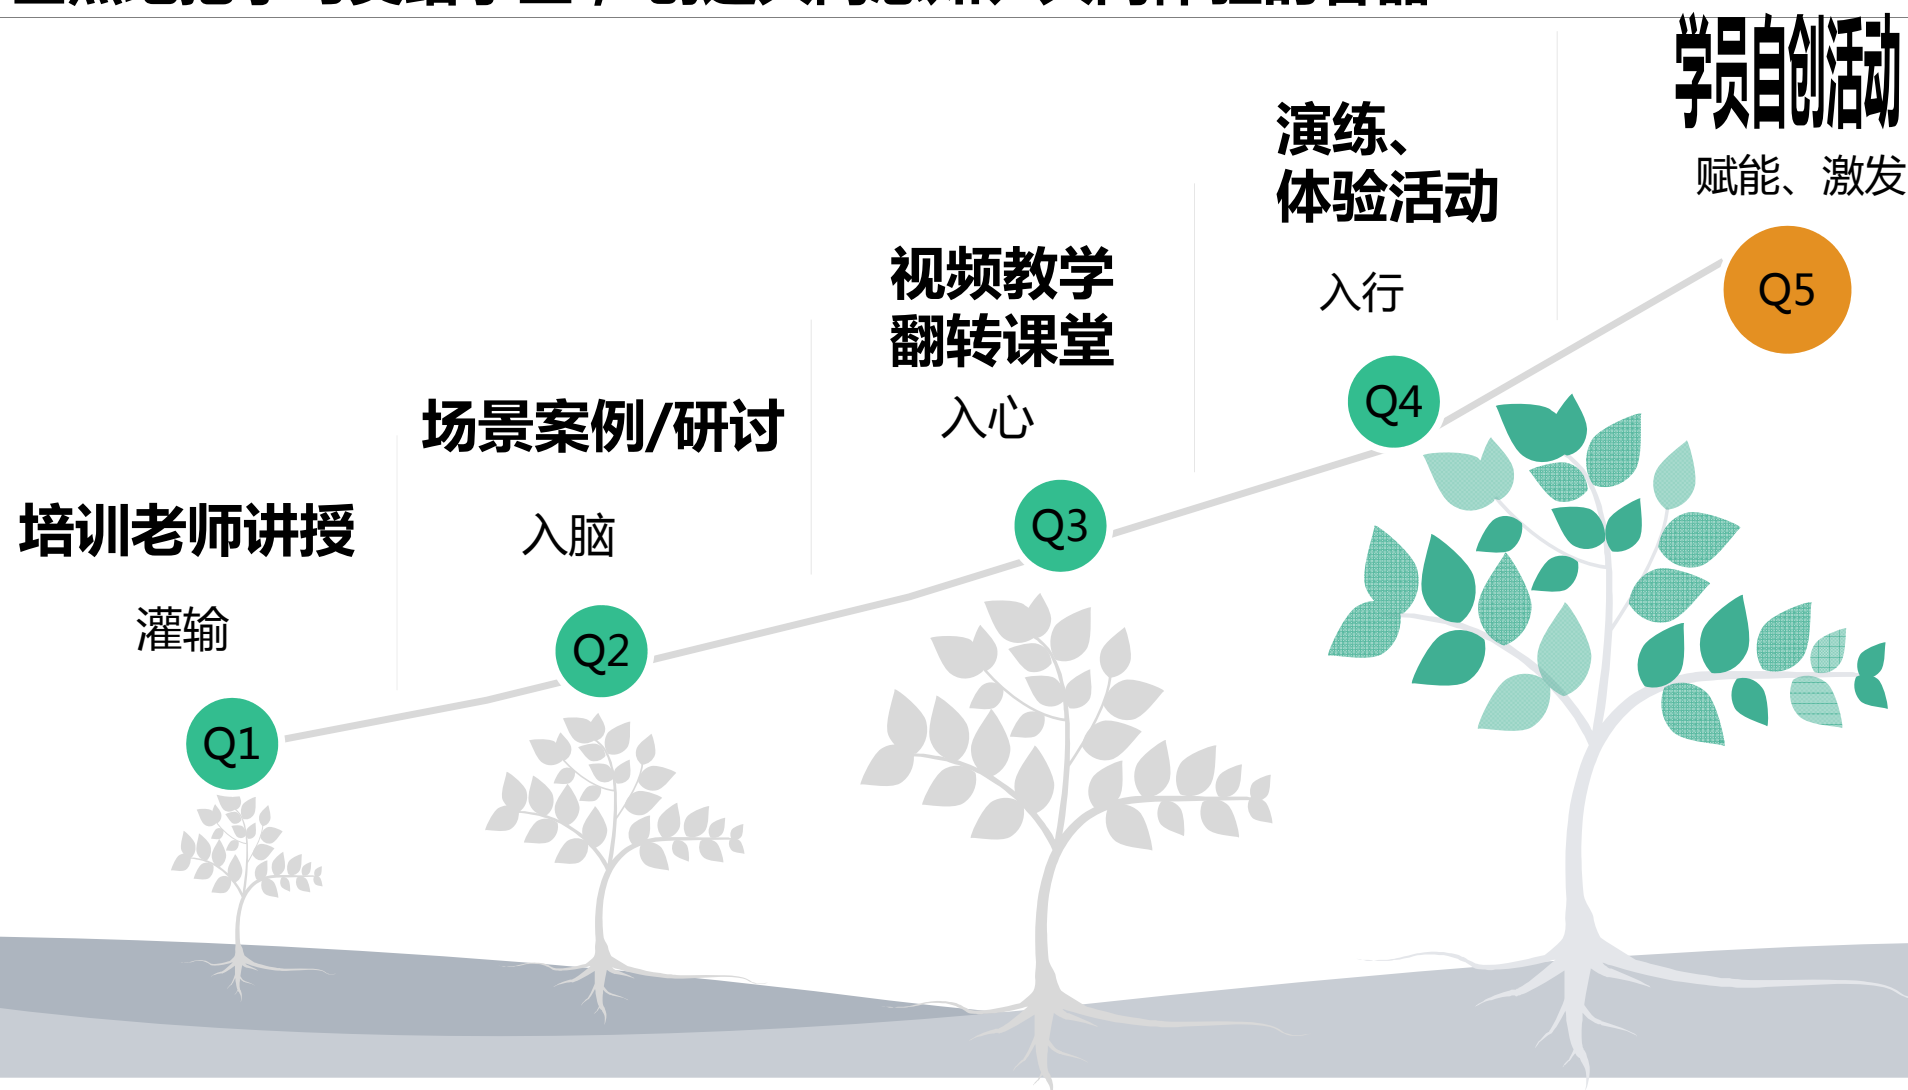 学员自创活动
赋能、激发
演练、
体验活动
入行
视频教学
翻转课堂
入心
场景案例/研讨
入脑
培训老师讲授
灌输
Q1
Q2
Q3
Q4
Q5